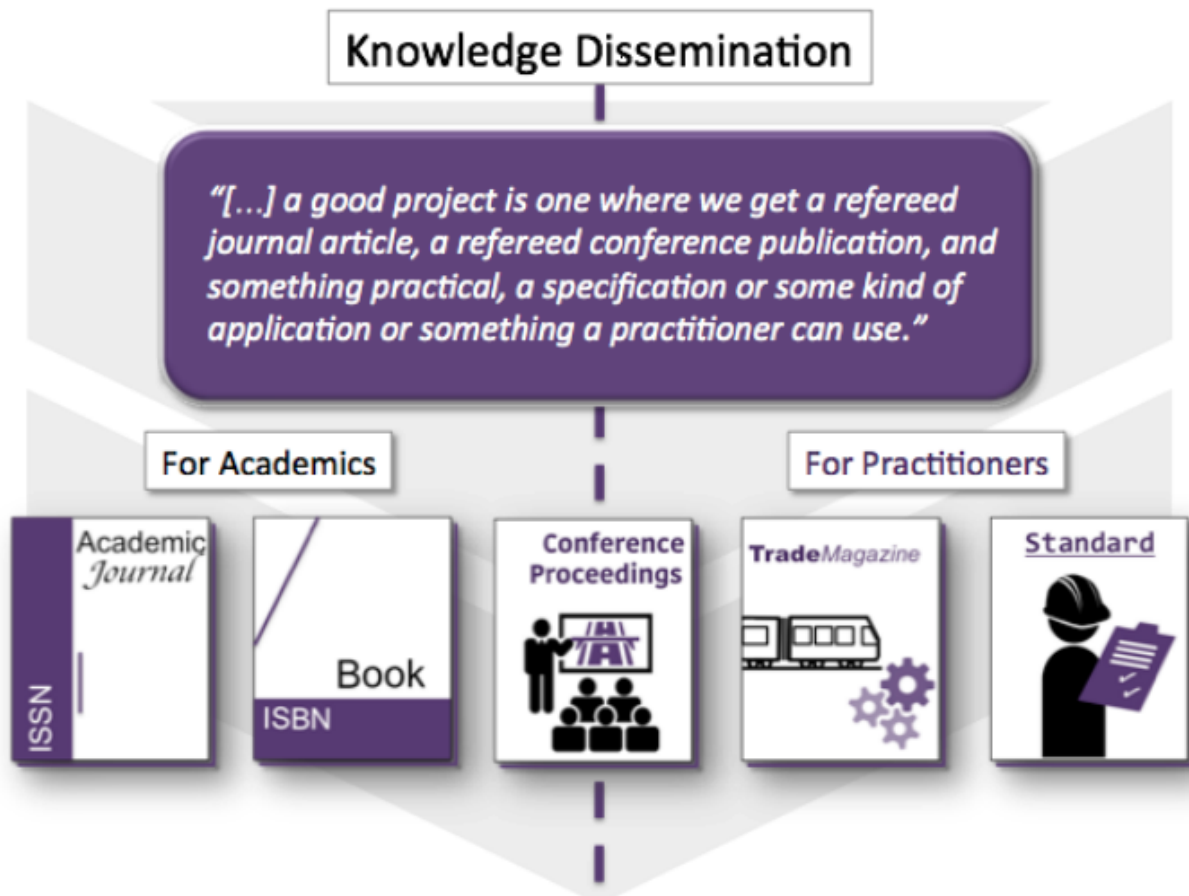 Knowledge Dissemination
“[…] a good project is one where we get a refereed
journal article, a refereed conference publication, and
something practical, a specification or some kind of
application or something a practitioner can use.”
For Academics
For Practitioners
Academic
Journal
ISSN
Book
ISBN
Conference
Proceedings
TradeMagazine
Standard